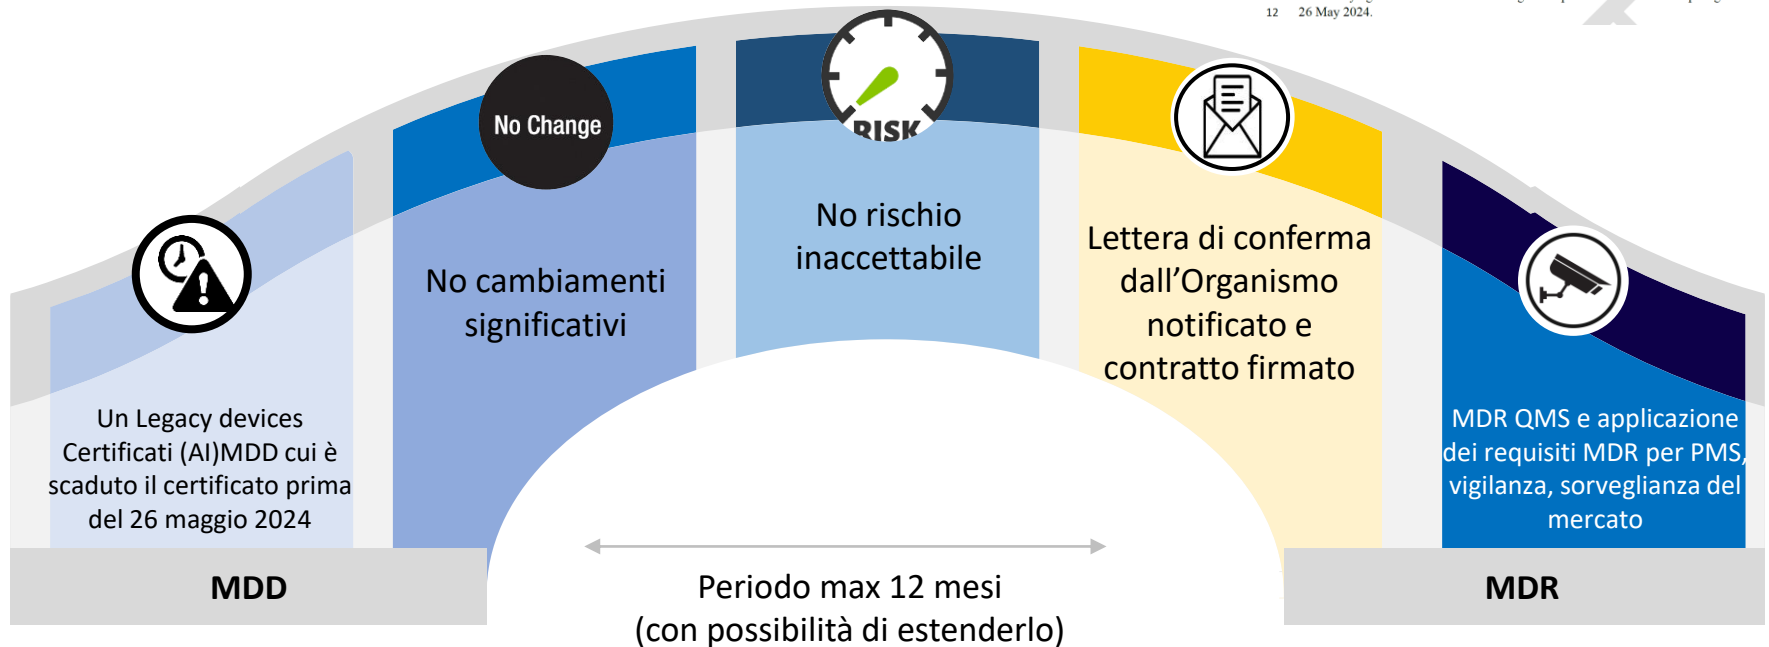 12 26 May 2024.
No Change
RISK
No rischio
inaccettabile
No cambiamenti
significativi
Lettera di conferma
dall’Organismo
notificato e
contratto firmato
Un Legacy devices
Certificati (AI)MDD cui è
scaduto il certificato prima
del 26 maggio 2024
MDR QMS e applicazione
dei requisiti MDR per PMS,
vigilanza, sorveglianza del
mercato
MDD
Periodo max 12 mesi
(con possibilità di estenderlo)
MDR